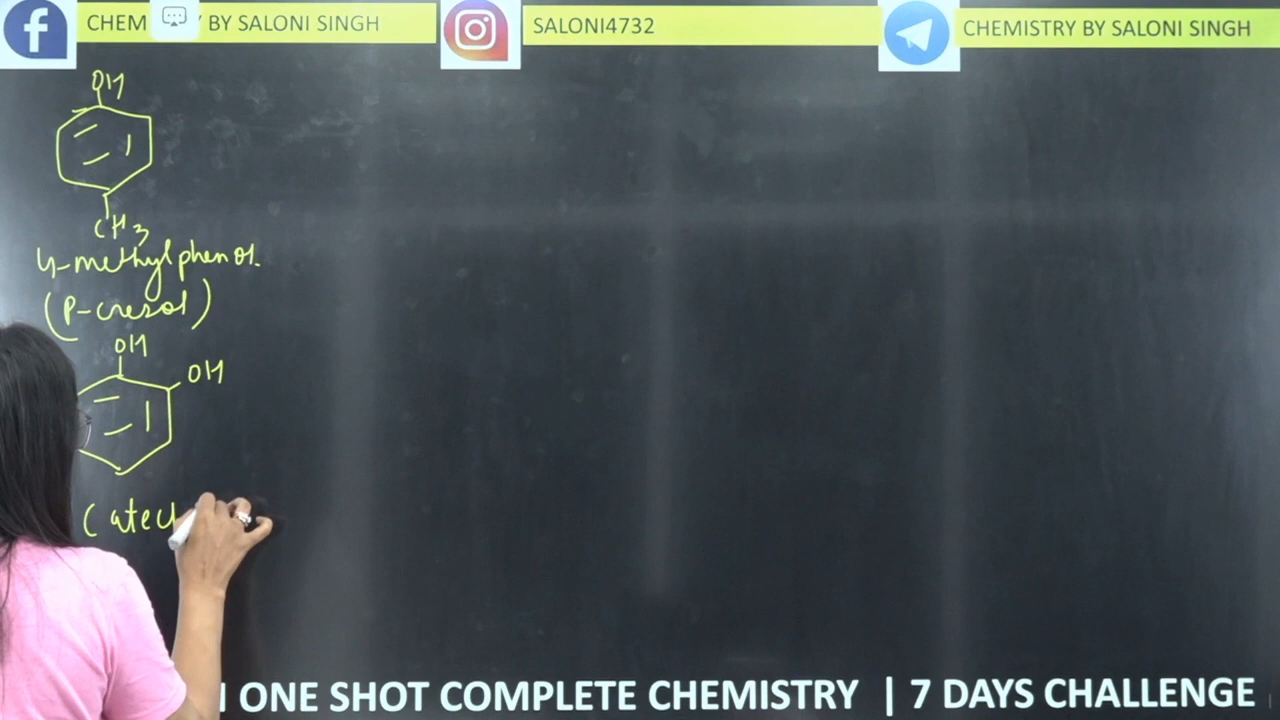 CHEM BY SALONI SINGH
SALONI4732
CHEMISTRY BY SALONI SINGH
OH
CH3
4-methylphenol.
(P-cresol)
OH
OH
ONE SHOT COMPLETE CHEMISTRY | 7 DAYS CHALLENGE